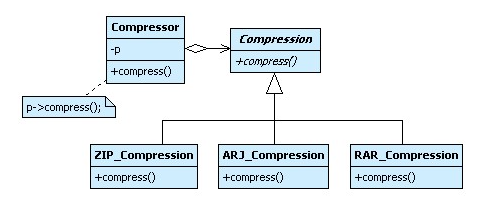 Compressor
-p
+compress()
Compression
+compress()
p->compress();
ZIP_Compression
+compress()
ARJ_Compression
+compress()
RAR_Compression
+compress()